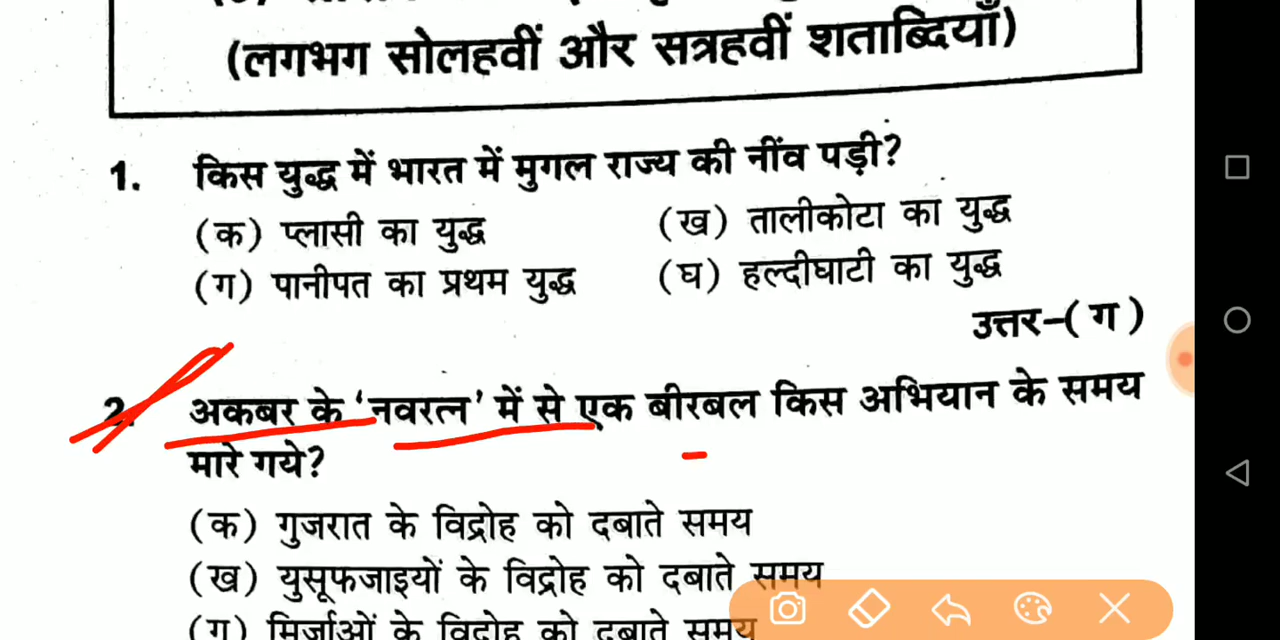 (लगभग सोलहवीं और सत्रहवीं शताब्दियाँ)
1. किस युद्ध में भारत में मुगल राज्य की नींव पड़ी?
(क) प्लासी का युद्ध (ख) तालीकोटा का युद्ध
(ग) पानीपत का प्रथम युद्ध (घ) हल्दीघाटी का युद्ध
उत्तर–( ग )
2. अकबर के ‘नवरत्न’ में से एक बीरबल किस अभियान के समय
मारे गये?
(क) गुजरात के विद्रोह को दबाते समय
(ख) युसूफजाइयों के विद्रोह को दबाते समय
(ग) मिर्जाओं के विद्रोह को दबाते समय